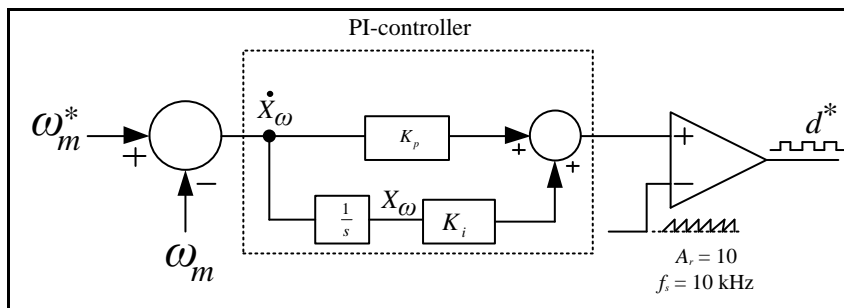 PI-controller
Ẋω
ω*m
+
Kp
+
+
+
d*
−
1/s
Xω
Ki
−
ωm
Ar = 10
fs = 10 kHz